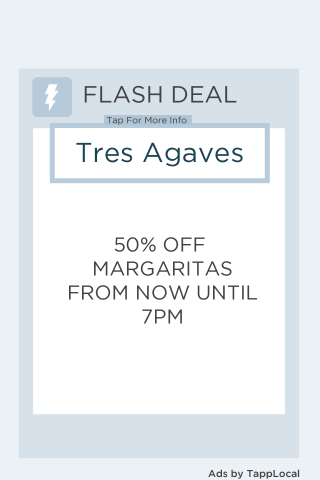 FLASH DEAL
Tap For More Info
Tres Agaves
50% OFF
MARGARITAS
FROM NOW UNTIL
7PM
Ads by TappLocal